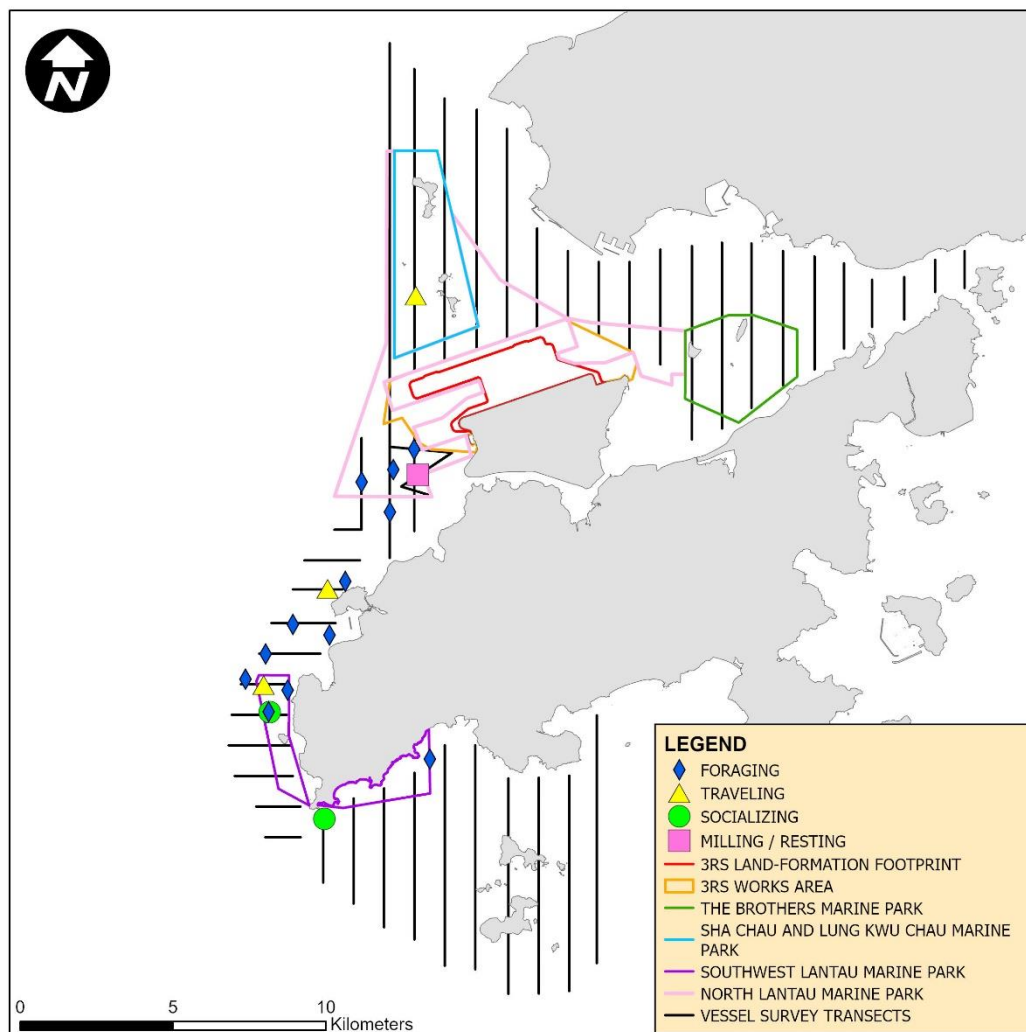 N
LEGEND
FORAGING
TRAVELING
SOCIALIZING
MILLING / RESTING
3RS LAND-FORMATION FOOTPRINT
3RS WORKS AREA
THE BROTHERS MARINE PARK
SHA CHAU AND LUNG KWU CHAU MARINE
PARK
SOUTHWEST LANTAU MARINE PARK
NORTH LANTAU MARINE PARK
VESSEL SURVEY TRANSECTS
0 5 10
Kilometers